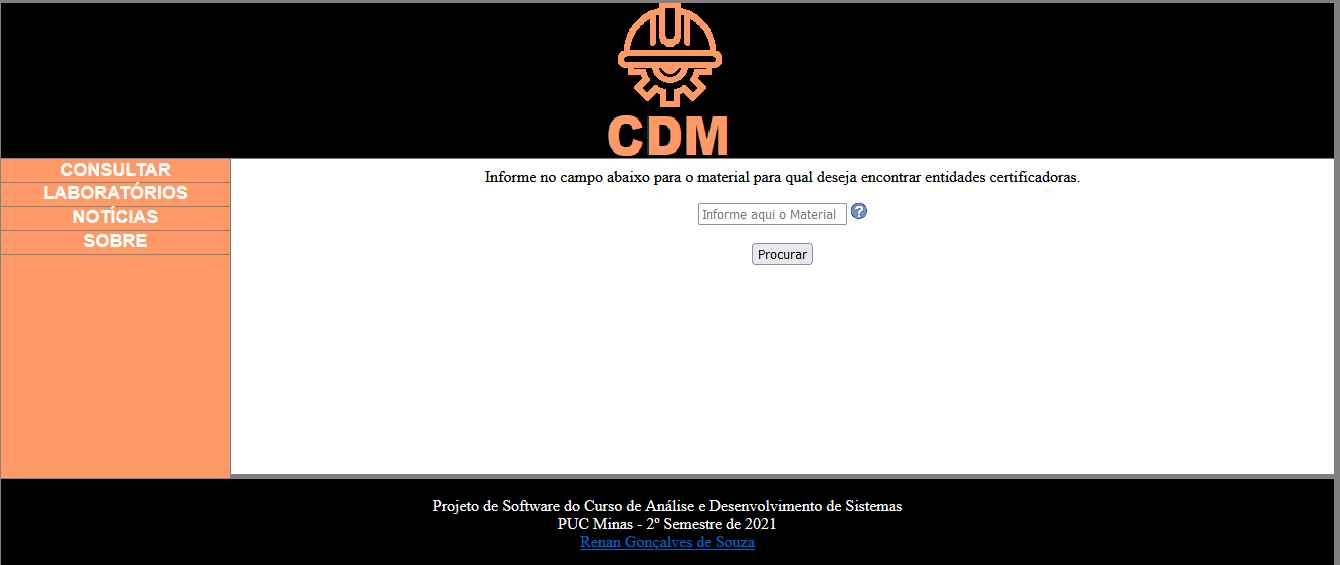 CDM
CONSULTAR
LABORATÓRIOS
NOTÍCIAS
SOBRE
Informe no campo abaixo para o material para qual deseja encontrar entidades certificadoras.
Informe aqui o Material ?
Procurar
Projeto de Software do Curso de Análise e Desenvolvimento de Sistemas
PUC Minas - 2º Semestre de 2021
Renan Gonçalves de Souza